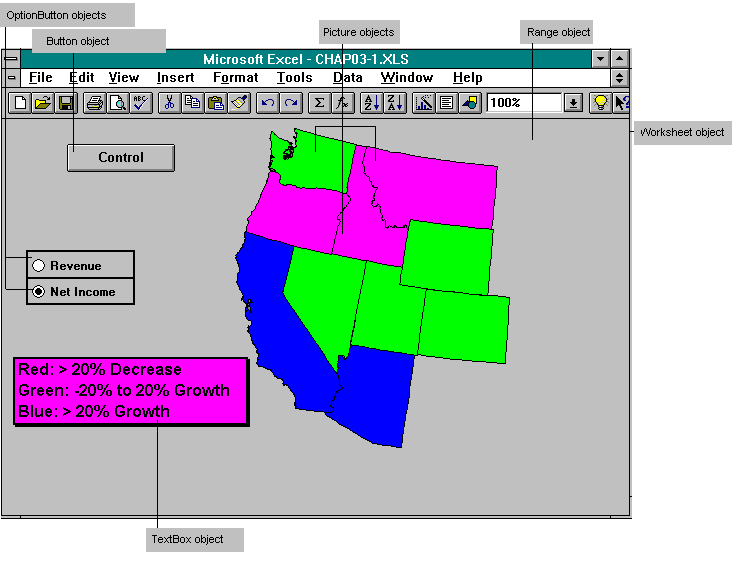 OptionButton objects
Button object
Picture objects
Range object
Microsoft Excel - CHAP03-1.XLS
File Edit View Insert Format Tools Data Window Help
ABC Σ fx A Z Z A 100% ?
Worksheet object
Control
Revenue
Net Income
Red: > 20% Decrease
Green: -20% to 20% Growth
Blue: > 20% Growth
TextBox object